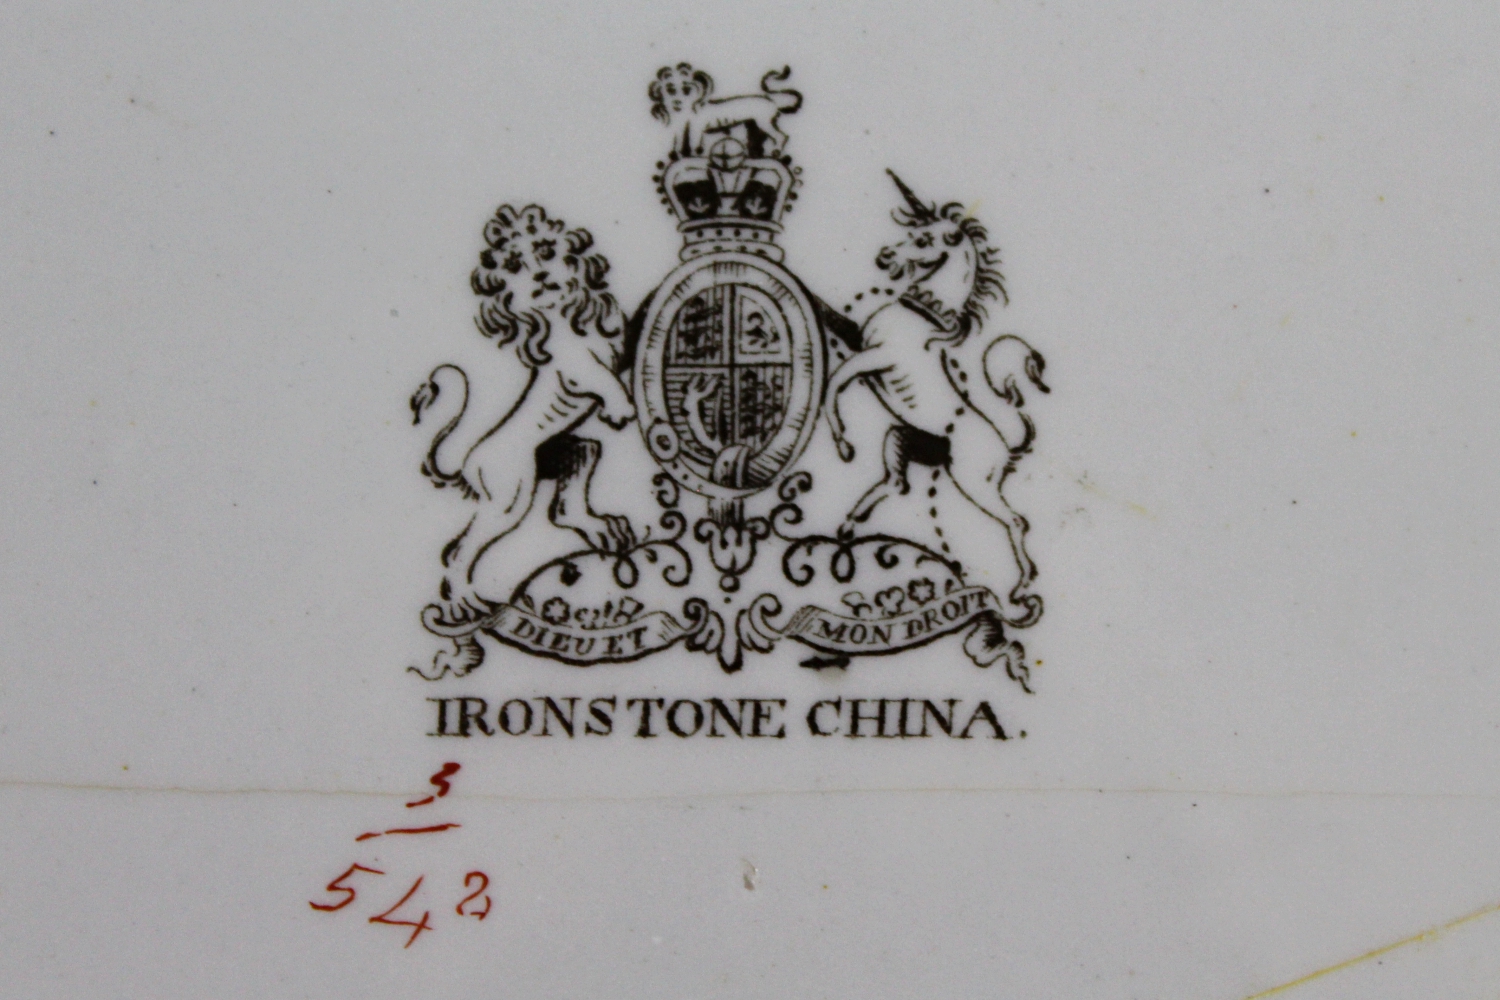 DIEU ET MON DROIT
IRONSTONE CHINA.
3
542